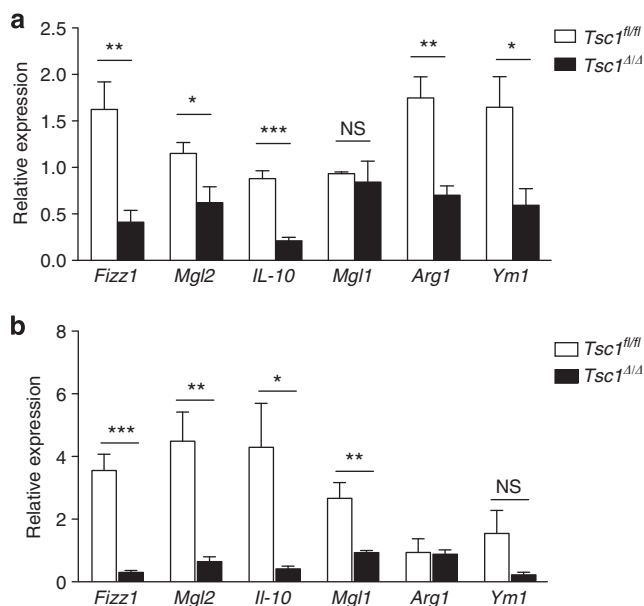 a
Tsc1fl/fl
Tsc1Δ/Δ
Relative expression
2.5
2.0
1.5
1.0
0.5
0.0
** * *** NS ** *
Fizz1 Mgl2 IL-10 Mgl1 Arg1 Ym1
b
Tsc1fl/fl
Tsc1Δ/Δ
Relative expression
8
6
4
2
0
*** ** * ** NS
Fizz1 Mgl2 Il-10 Mgl1 Arg1 Ym1